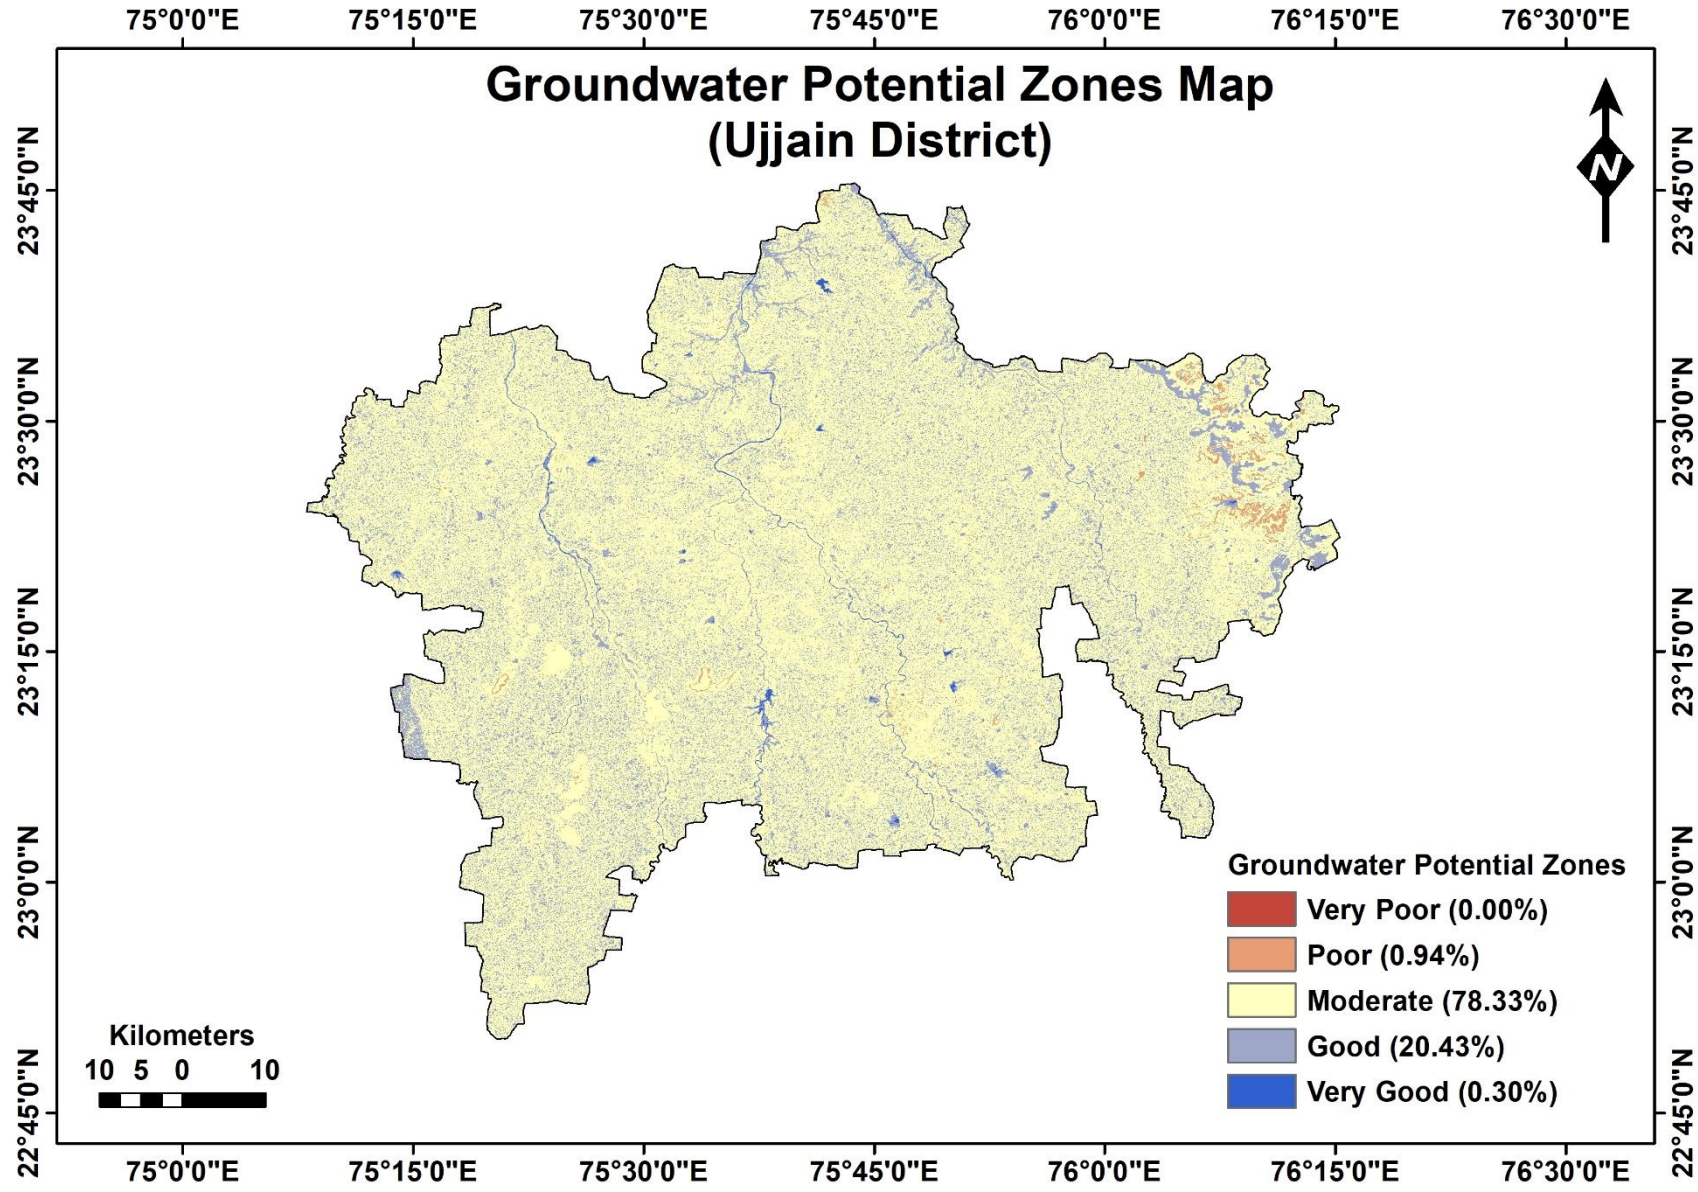 75°0'0"E 75°15'0"E 75°30'0"E 75°45'0"E 76°0'0"E 76°15'0"E 76°30'0"E
Groundwater Potential Zones Map
(Ujjain District)
N
23°45'0"N 23°45'0"N
23°30'0"N 23°30'0"N
23°15'0"N 23°15'0"N
23°0'0"N 23°0'0"N
22°45'0"N 22°45'0"N
Groundwater Potential Zones
Very Poor (0.00%)
Poor (0.94%)
Moderate (78.33%)
Good (20.43%)
Very Good (0.30%)
Kilometers
10 5 0 10
75°0'0"E 75°15'0"E 75°30'0"E 75°45'0"E 76°0'0"E 76°15'0"E 76°30'0"E